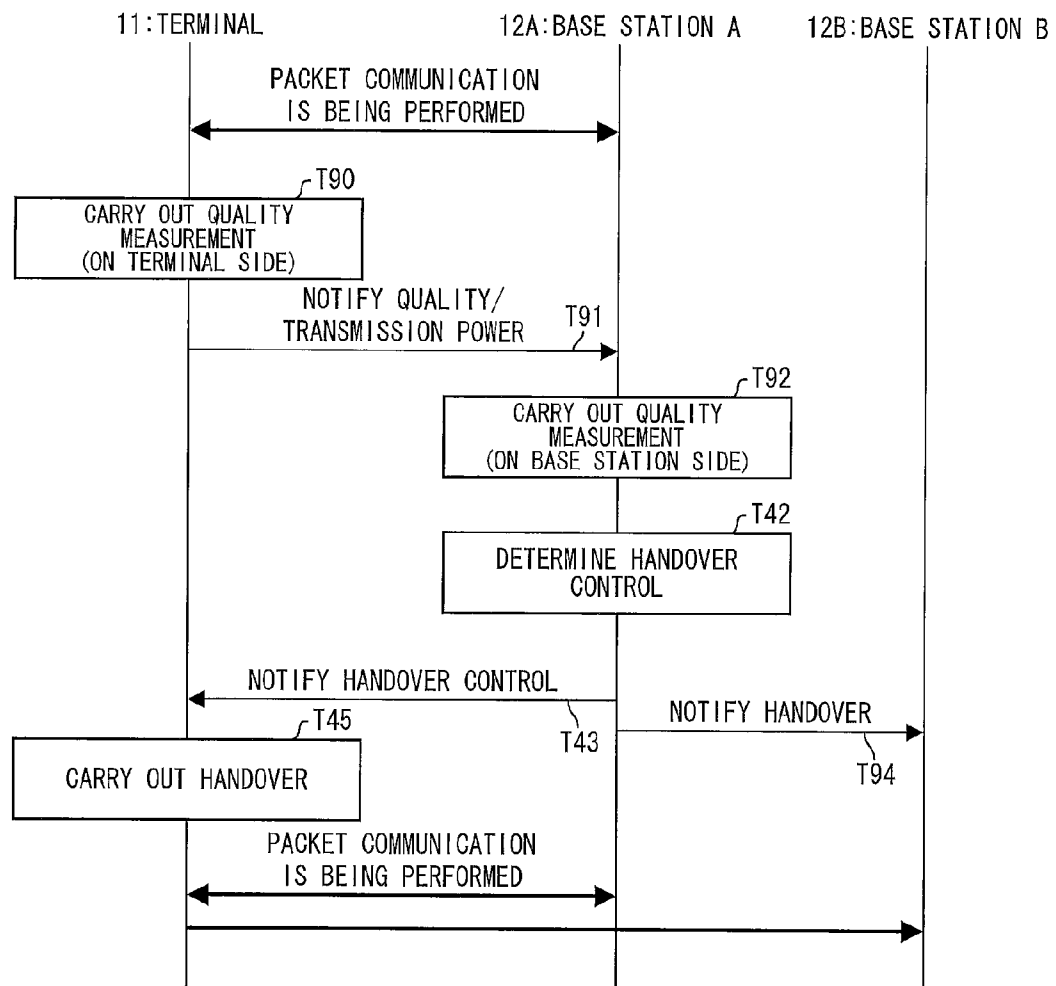 11:TERMINAL
12A:BASE STATION A
12B:BASE STATION B
PACKET COMMUNICATION
IS BEING PERFORMED
T90
CARRY OUT QUALITY
MEASUREMENT
(ON TERMINAL SIDE)
NOTIFY QUALITY/
TRANSMISSION POWER
T91
T92
CARRY OUT QUALITY
MEASUREMENT
(ON BASE STATION SIDE)
T42
DETERMINE HANDOVER
CONTROL
NOTIFY HANDOVER CONTROL
T43
NOTIFY HANDOVER
T94
T45
CARRY OUT HANDOVER
PACKET COMMUNICATION
IS BEING PERFORMED